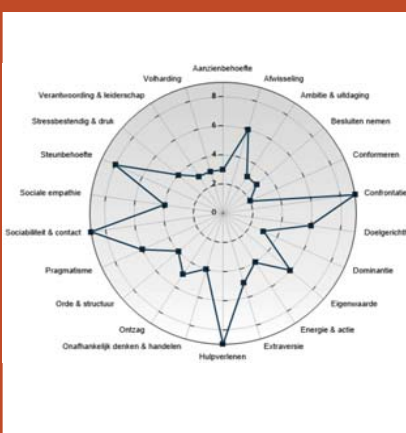 Aanzienbehoefte
Afwisseling
Ambitie & uitdaging
Besluiten nemen
Conformeren
Confrontatie
Doelgericht
Dominantie
Eigenwaarde
Energie & actie
Extraversie
Hulpverlenen
Onafhankelijk denken & handelen
Ontzag
Orde & structuur
Pragmatisme
Sociabiliteit & contact
Sociale empathie
Steunbehoefte
Stressbestendig & druk
Verantwoording & leiderschap
Volharding
8
6
4
2
0